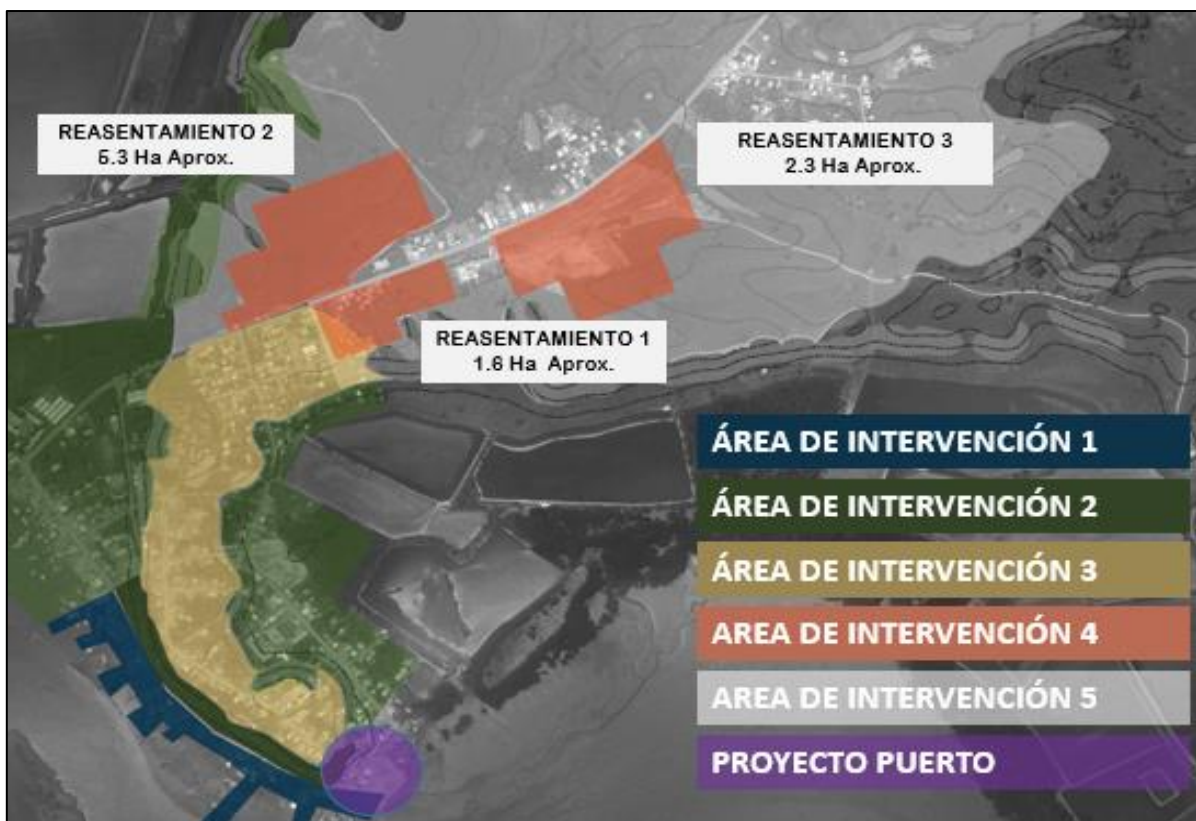 REASENTAMIENTO 2
5.3 Ha Aprox.
REASENTAMIENTO 3
2.3 Ha Aprox.
REASENTAMIENTO 1
1.6 Ha Aprox.
ÁREA DE INTERVENCIÓN 1
ÁREA DE INTERVENCIÓN 2
ÁREA DE INTERVENCIÓN 3
AREA DE INTERVENCIÓN 4
AREA DE INTERVENCIÓN 5
PROYECTO PUERTO